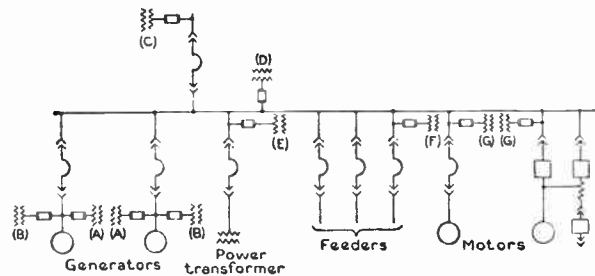 (C)
(D)
(E)
(F)
(G) (G)
(B) (A) (A) (B)
Generators
Power
transformer
Feeders
Motors